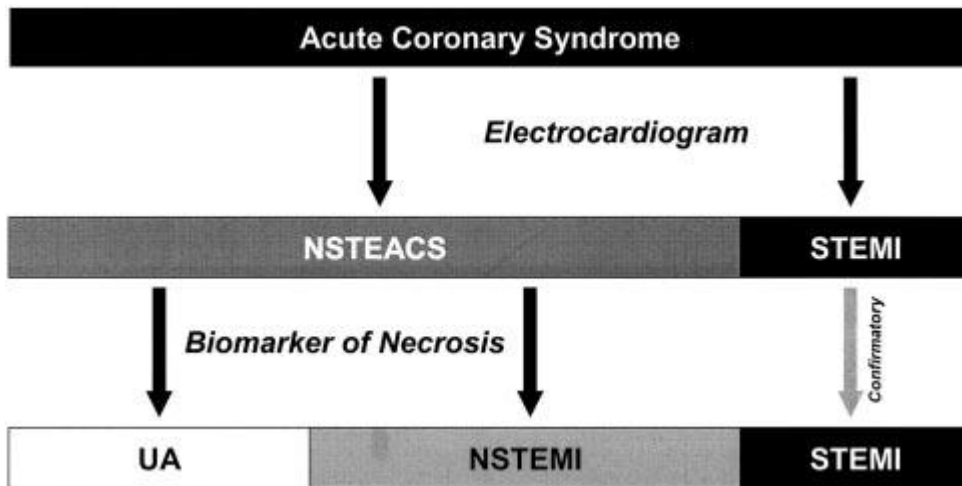 Acute Coronary Syndrome
Electrocardiogram
NSTEACS STEMI
Biomarker of Necrosis
Confirmatory
UA NSTEMI STEMI